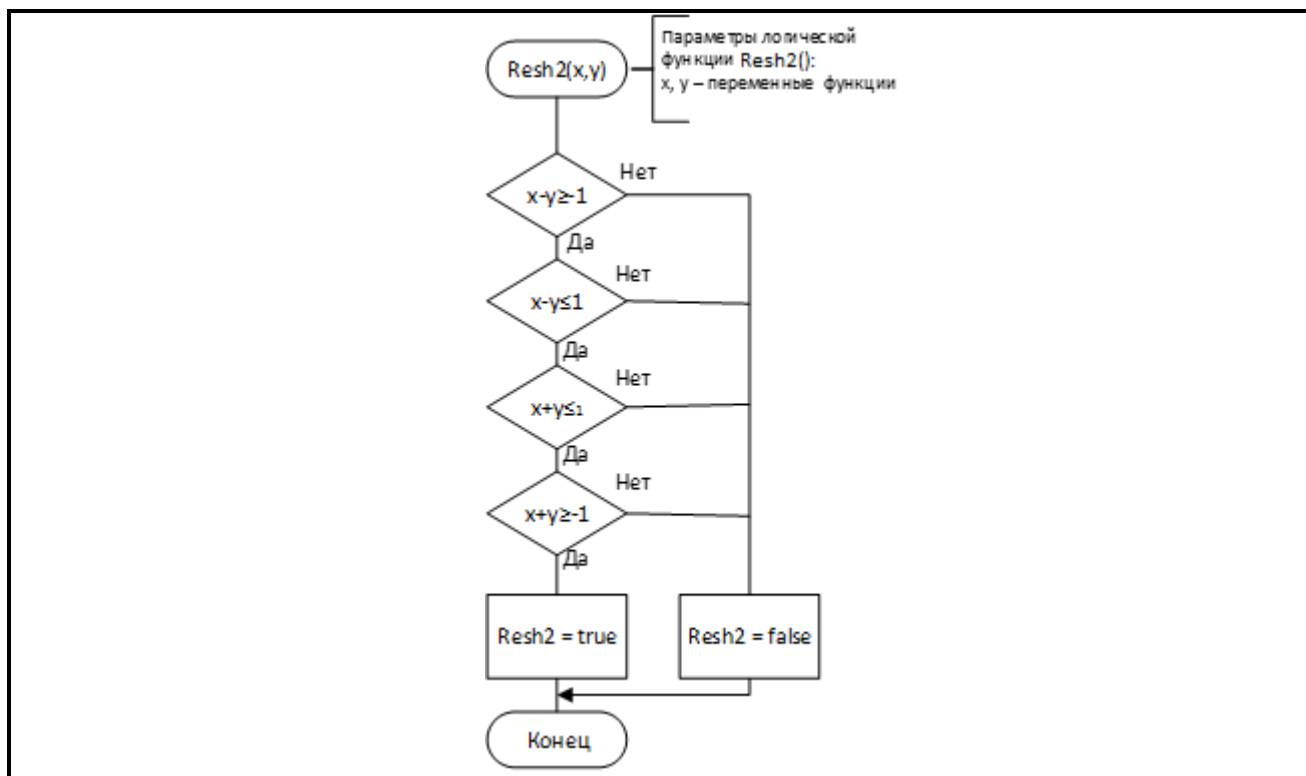 Параметры логической
функции Resh2():
x, y – переменные функции
Resh2(x,y)
Нет
x-y≥-1
Да
Нет
x-y≤1
Да
Нет
x+y≤1
Да
Нет
x+y≥-1
Да
Resh2 = true
Resh2 = false
Конец